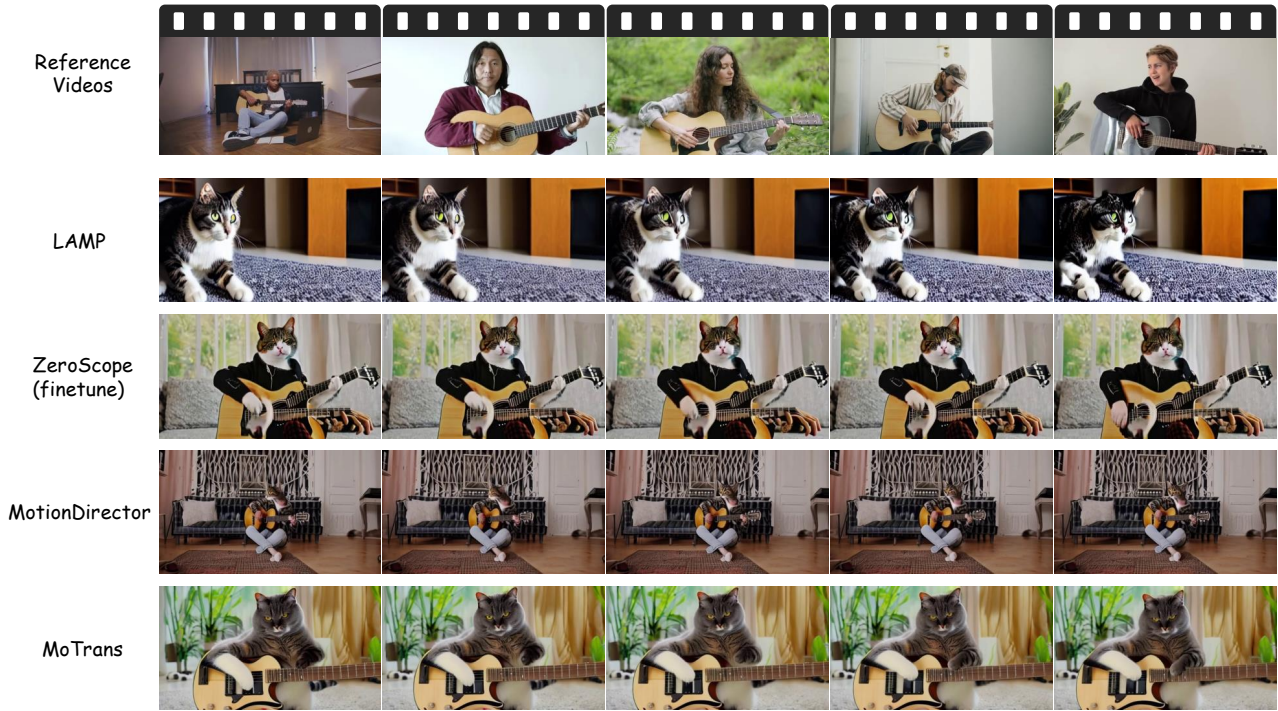 Reference
Videos
LAMP
ZeroScope
(finetune)
MotionDirector
MoTrans